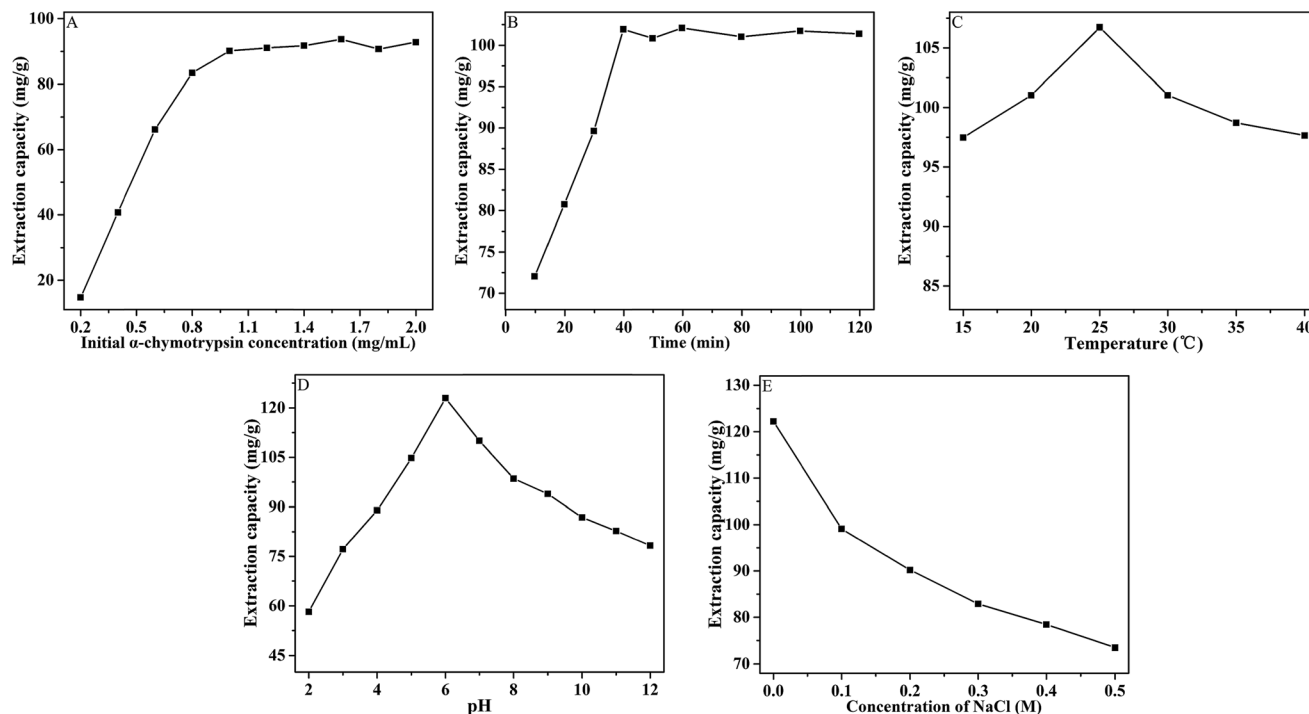 A
Extraction capacity (mg/g)
100
80
60
40
20
0.2 0.5 0.8 1.1 1.4 1.7 2.0
Initial α-chymotrypsin concentration (mg/mL)
B
Extraction capacity (mg/g)
100
95
90
85
80
75
70
0 20 40 60 80 100 120
Time (min)
C
Extraction capacity (mg/g)
105
100
95
90
85
15 20 25 30 35 40
Temperature (℃)
D
Extraction capacity (mg/g)
120
105
90
75
60
45
2 4 6 8 10 12
pH
E
Extraction capacity (mg/g)
130
120
110
100
90
80
70
0.0 0.1 0.2 0.3 0.4 0.5
Concentration of NaCl (M)